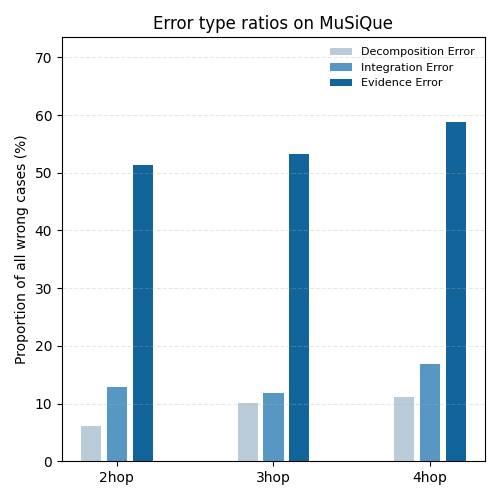 Error type ratios on MuSiQue
Decomposition Error
Integration Error
Evidence Error
Proportion of all wrong cases (%)
70
60
50
40
30
20
10
0
2hop
3hop
4hop